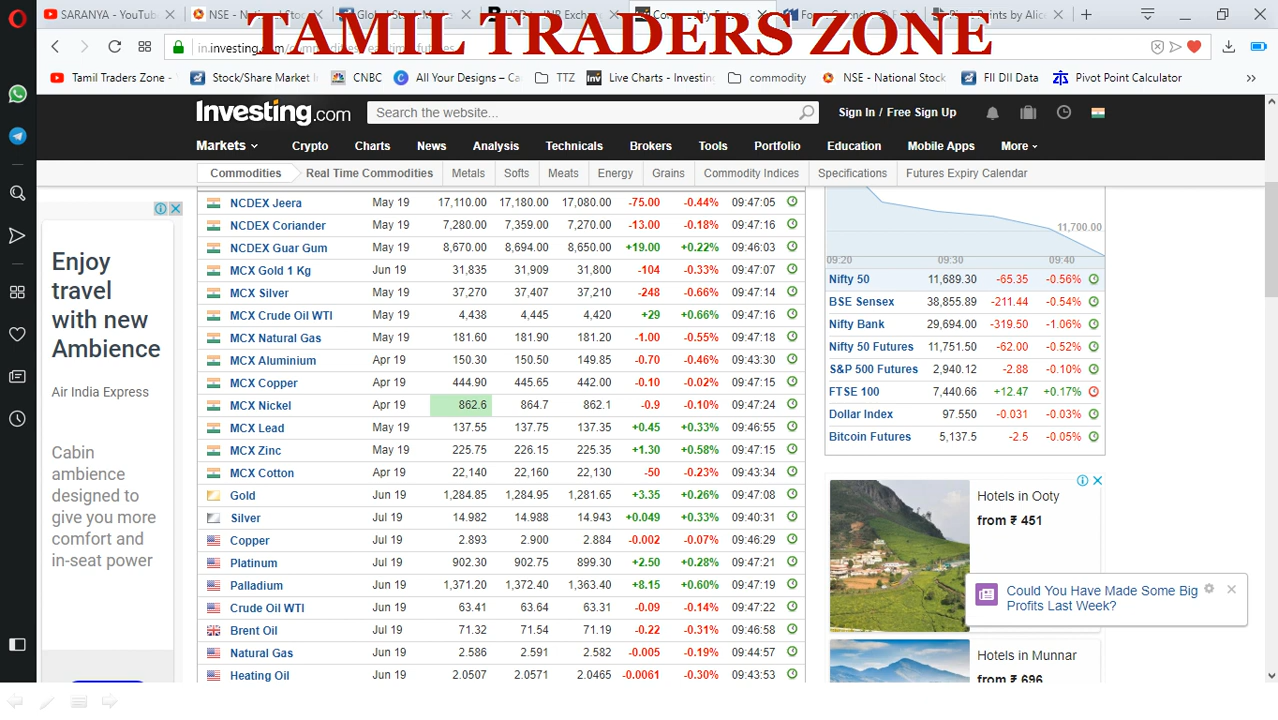 SARANYA - YouTub
NSE - National Sto
Global Stock Mark
USD INR Exch
TAMIL TRADERS ZONE
in.investing.com/commodities/real-time-futures
Tamil Traders Zone -
Stock/Share Market I
CNBC
All Your Designs – Ca
TTZ
Live Charts - Investin
commodity
NSE - National Stock
FII DII Data
Pivot Point Calculator
Investing.com
Search the website...
Sign In / Free Sign Up
Markets Crypto Charts News Analysis Technicals Brokers Tools Portfolio Education Mobile Apps More
Commodities Real Time Commodities Metals Softs Meats Energy Grains Commodity Indices Specifications Futures Expiry Calendar
NCDEX Jeera May 19 17,110.00 17,180.00 17,080.00 -75.00 -0.44% 09:47:05
NCDEX Coriander May 19 7,280.00 7,359.00 7,270.00 -13.00 -0.18% 09:47:16
NCDEX Guar Gum May 19 8,670.00 8,694.00 8,650.00 +19.00 +0.22% 09:46:03
MCX Gold 1 Kg Jun 19 31,835 31,909 31,800 -104 -0.33% 09:47:07
MCX Silver May 19 37,270 37,407 37,210 -248 -0.66% 09:47:14
MCX Crude Oil WTI May 19 4,438 4,445 4,420 +29 +0.66% 09:47:16
MCX Natural Gas May 19 181.60 181.90 181.20 -1.00 -0.55% 09:47:18
MCX Aluminium Apr 19 150.30 150.50 149.85 -0.70 -0.46% 09:43:30
MCX Copper Apr 19 444.90 445.65 442.00 -0.10 -0.02% 09:47:15
MCX Nickel Apr 19 862.6 864.7 862.1 -0.9 -0.10% 09:47:24
MCX Lead May 19 137.55 137.75 137.35 +0.45 +0.33% 09:46:55
MCX Zinc May 19 225.75 226.15 225.35 +1.30 +0.58% 09:47:15
MCX Cotton Apr 19 22,140 22,160 22,130 -50 -0.23% 09:43:34
Gold Jun 19 1,284.85 1,284.95 1,281.65 +3.35 +0.26% 09:47:08
Silver Jul 19 14.982 14.988 14.943 +0.049 +0.33% 09:40:31
Copper Jul 19 2.893 2.900 2.884 -0.002 -0.07% 09:46:29
Platinum Jul 19 902.30 902.75 899.30 +2.50 +0.28% 09:47:21
Palladium Jun 19 1,371.20 1,372.40 1,363.40 +8.15 +0.60% 09:47:19
Crude Oil WTI Jun 19 63.41 63.64 63.31 -0.09 -0.14% 09:47:22
Brent Oil Jul 19 71.32 71.54 71.19 -0.22 -0.31% 09:46:58
Natural Gas Jun 19 2.586 2.591 2.582 -0.005 -0.19% 09:44:57
Heating Oil Jun 19 2.0507 2.0571 2.0465 -0.0061 -0.30% 09:43:53
Enjoy
travel
with new
Ambience
Air India Express
Cabin
ambience
designed to
give you more
comfort and
in-seat power
11,700.00
09:20 09:30 09:40
Nifty 50 11,689.30 -65.35 -0.56%
BSE Sensex 38,855.89 -211.44 -0.54%
Nifty Bank 29,694.00 -319.50 -1.06%
Nifty 50 Futures 11,751.50 -62.00 -0.52%
S&P 500 Futures 2,940.12 -2.88 -0.10%
FTSE 100 7,440.66 +12.47 +0.17%
Dollar Index 97.550 -0.031 -0.03%
Bitcoin Futures 5,137.5 -2.5 -0.05%
Hotels in Ooty
from ₹ 451
Could You Have Made Some Big
Profits Last Week?
Hotels in Munnar
from ₹ 696